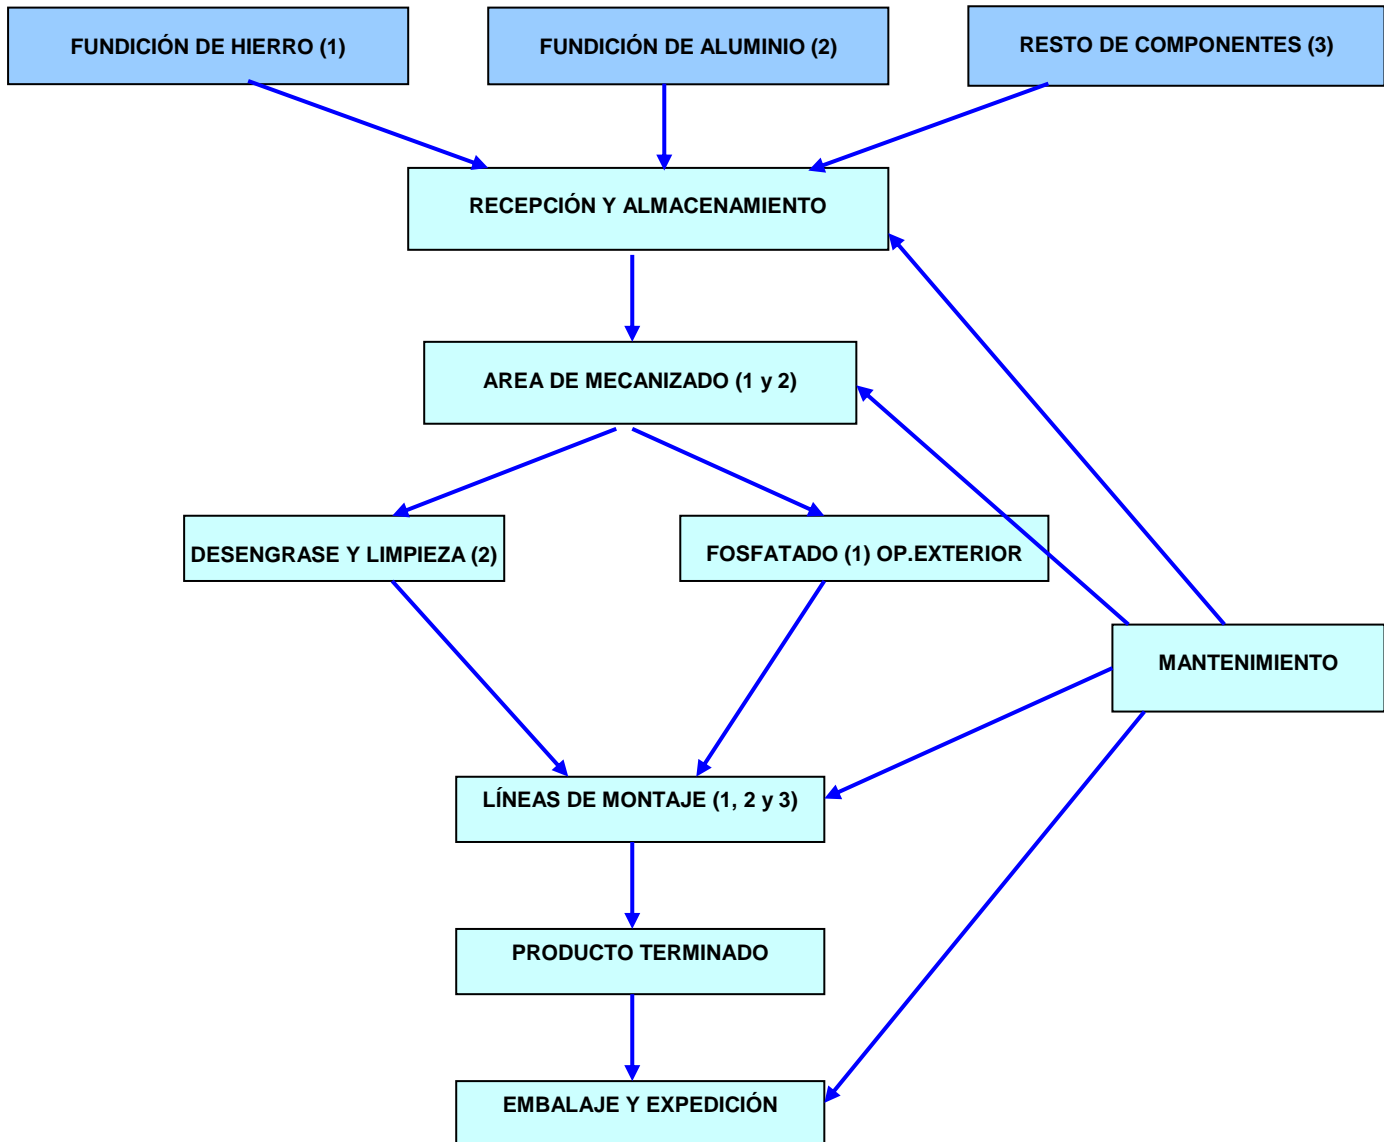 FUNDICIÓN DE HIERRO (1)
FUNDICIÓN DE ALUMINIO (2)
RESTO DE COMPONENTES (3)
RECEPCIÓN Y ALMACENAMIENTO
AREA DE MECANIZADO (1 y 2)
DESENGRASE Y LIMPIEZA (2)
FOSFATADO (1) OP.EXTERIOR
MANTENIMIENTO
LÍNEAS DE MONTAJE (1, 2 y 3)
PRODUCTO TERMINADO
EMBALAJE Y EXPEDICIÓN